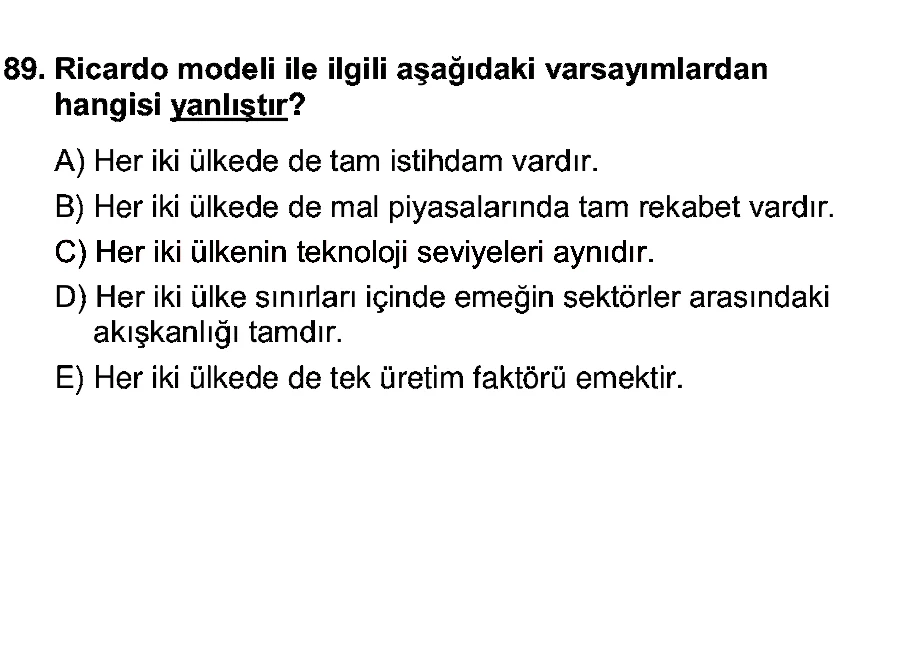 89. Ricardo modeli ile ilgili aşağıdaki varsayımlardan
hangisi yanlıştır?
A) Her iki ülkede de tam istihdam vardır.
B) Her iki ülkede de mal piyasalarında tam rekabet vardır.
C) Her iki ülkenin teknoloji seviyeleri aynıdır.
D) Her iki ülke sınırları içinde emeğin sektörler arasındaki
akışkanlığı tamdır.
E) Her iki ülkede de tek üretim faktörü emektir.